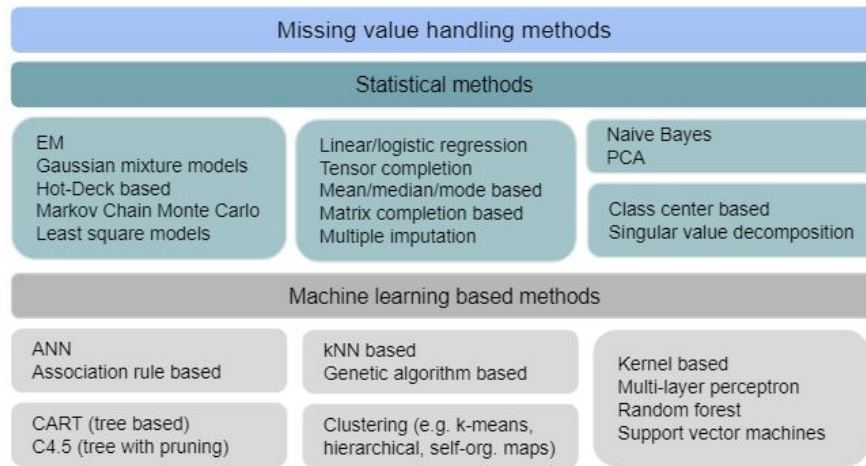 Missing value handling methods
Statistical methods
EM
Gaussian mixture models
Hot-Deck based
Markov Chain Monte Carlo
Least square models
Linear/logistic regression
Tensor completion
Mean/median/mode based
Matrix completion based
Multiple imputation
Naive Bayes
PCA
Class center based
Singular value decomposition
Machine learning based methods
ANN
Association rule based
CART (tree based)
C4.5 (tree with pruning)
kNN based
Genetic algorithm based
Clustering (e.g. k-means,
hierarchical, self-org. maps)
Kernel based
Multi-layer perceptron
Random forest
Support vector machines